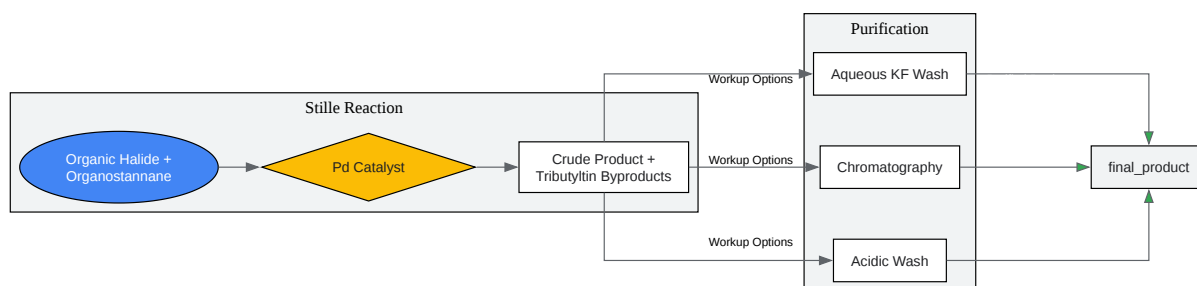 Purification
Workup Options
Aqueous KF Wash
Stille Reaction
Organic Halide +
Organostannane
Pd Catalyst
Crude Product +
Tributyltin Byproducts
Workup Options
Chromatography
final_product
Workup Options
Acidic Wash